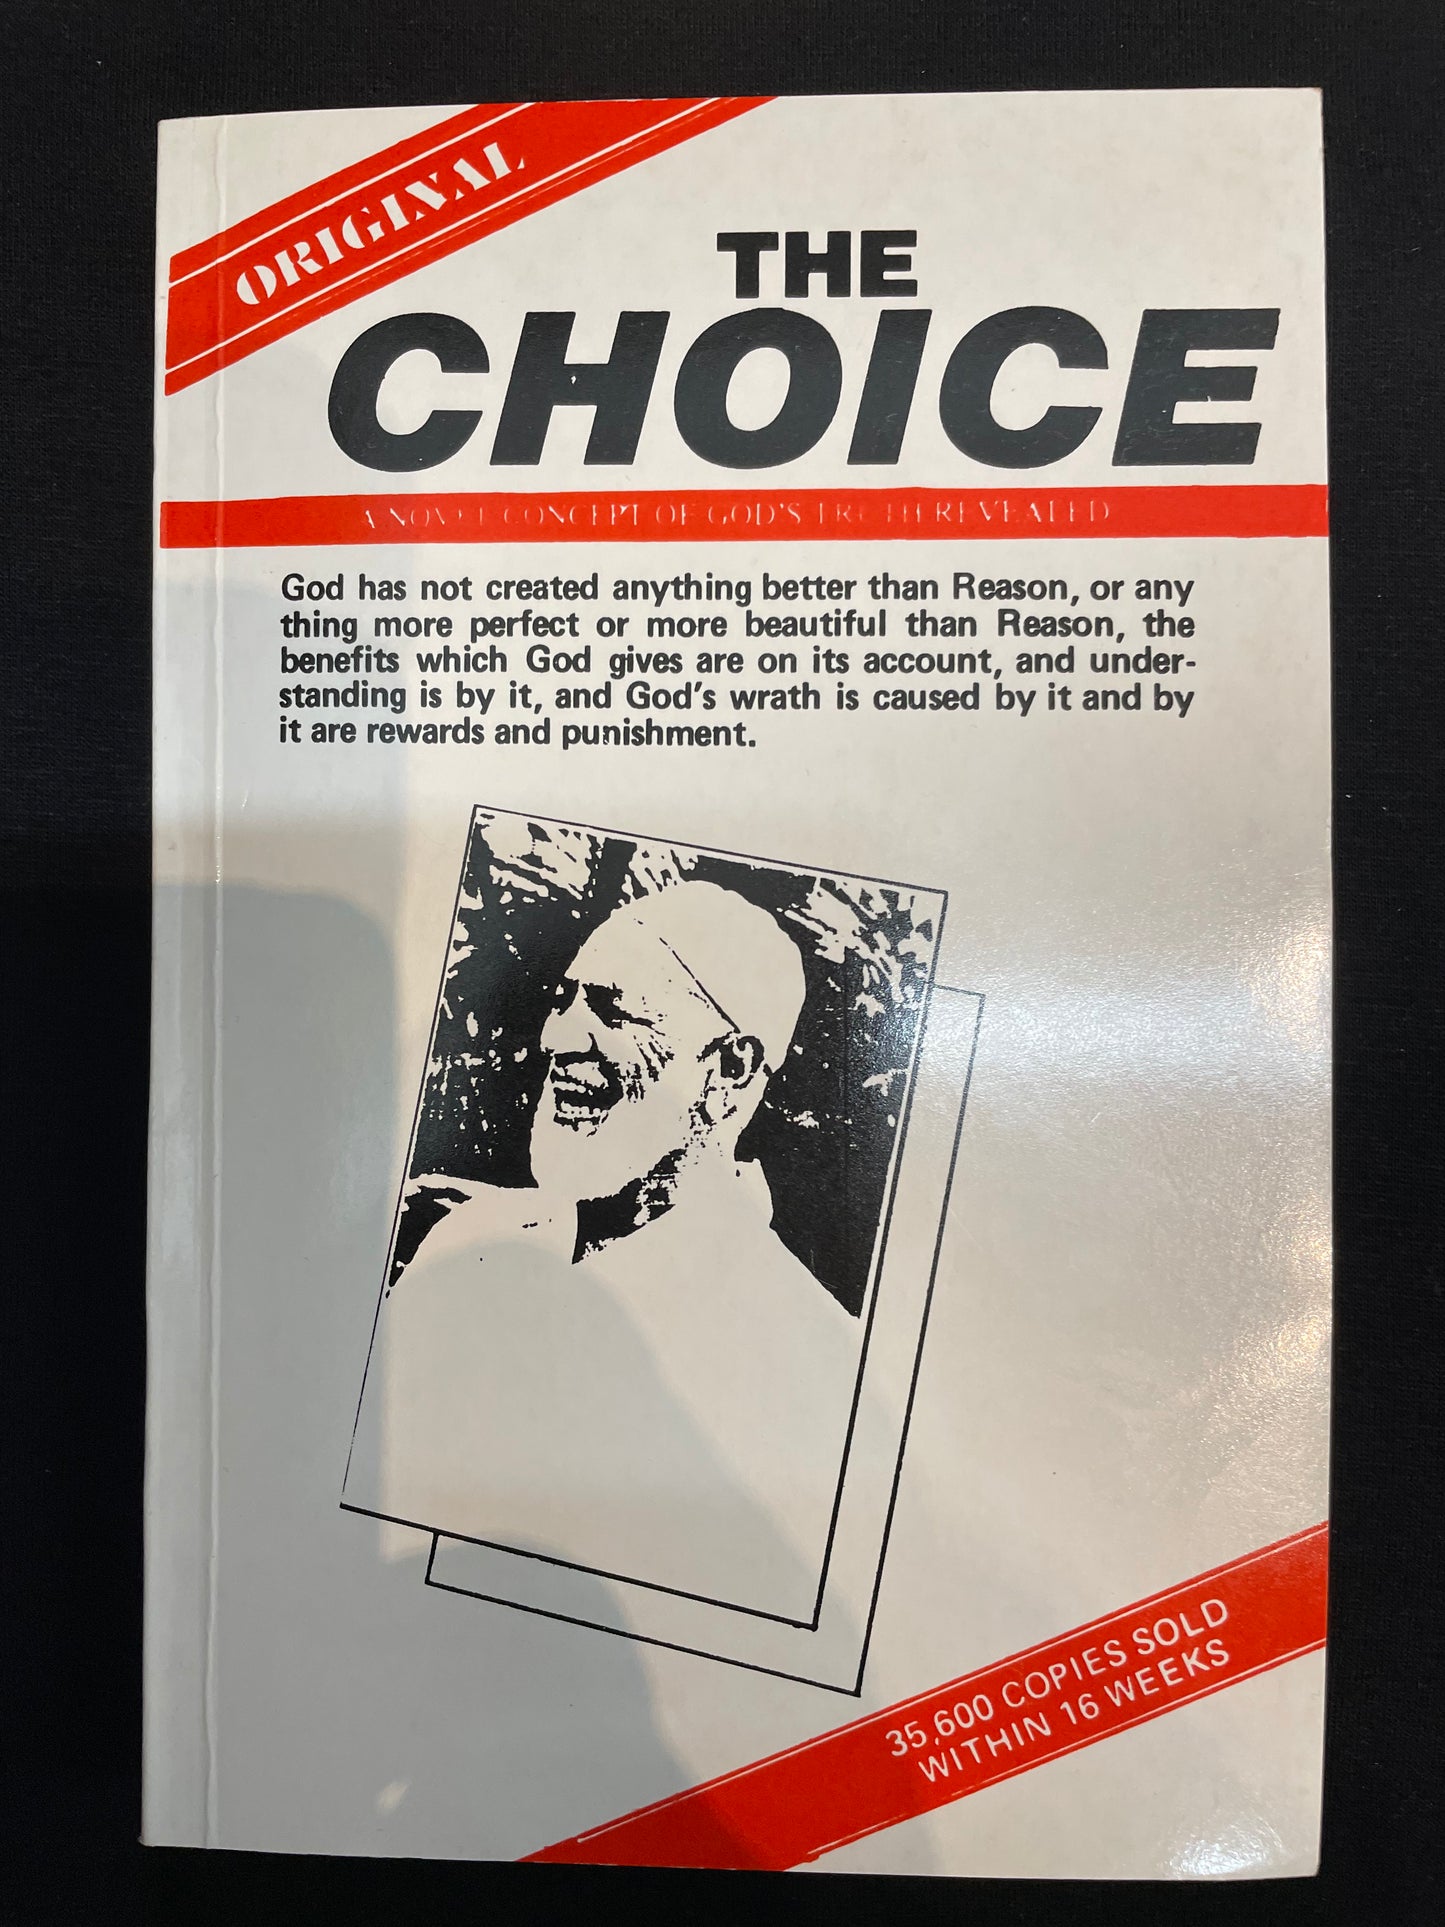 ORIGINAL
THE
CHOICE
A NOVEL CONCEPT OF GOD'S TRUTH REVEALED
God has not created anything better than Reason, or any
thing more perfect or more beautiful than Reason, the
benefits which God gives are on its account, and under-
standing is by it, and God's wrath is caused by it and by
it are rewards and punishment.
35,600 COPIES SOLD
WITHIN 16 WEEKS